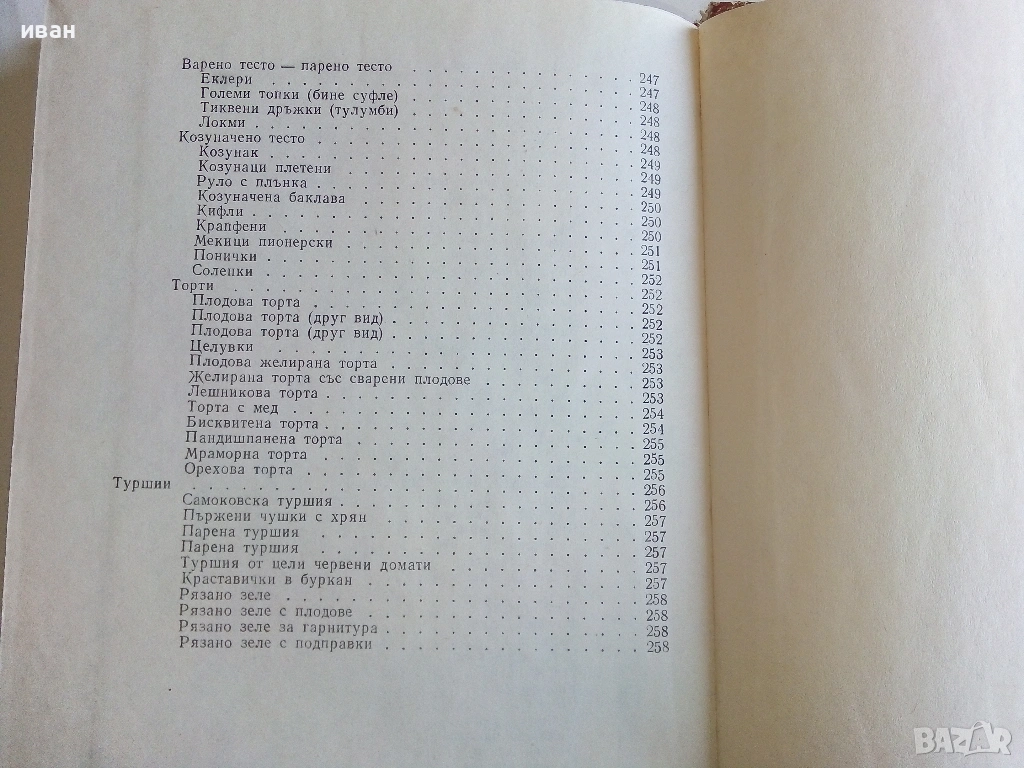 иван
Варено тесто — парено тесто . . . 247
Еклери . . . 247
Големи топки (бине суфле) . . . 248
Тиквени дръжки (тулумби) . . . 248
Локми . . . 248
Козуначено тесто . . . 248
Козунак . . . 249
Козунаци плетени . . . 249
Руло с плънка . . . 249
Козуначена баклава . . . 250
Кифли . . . 250
Крапфени . . . 250
Мекици пионерски . . . 251
Понички . . . 251
Соленки . . . 252
Торти . . . 252
Плодова торта . . . 252
Плодова торта (друг вид) . . . 252
Плодова торта (друг вид) . . . 252
Целувки . . . 253
Плодова желирана торта . . . 253
Желирана торта със сварени плодове . . . 253
Лешникова торта . . . 253
Торта с мед . . . 254
Бисквитена торта . . . 254
Пандишпанена торта . . . 255
Мраморна торта . . . 255
Орехова торта . . . 255
Туршии . . . 256
Самоковска туршия . . . 256
Пържени чушки с хрян . . . 257
Парена туршия . . . 257
Парена туршия . . . 257
Туршия от цели червени домати . . . 257
Краставички в буркан . . . 257
Рязано зеле . . . 258
Рязано зеле с плодове . . . 258
Рязано зеле за гарнитура . . . 258
Рязано зеле с подправки . . . 258
BAZAR